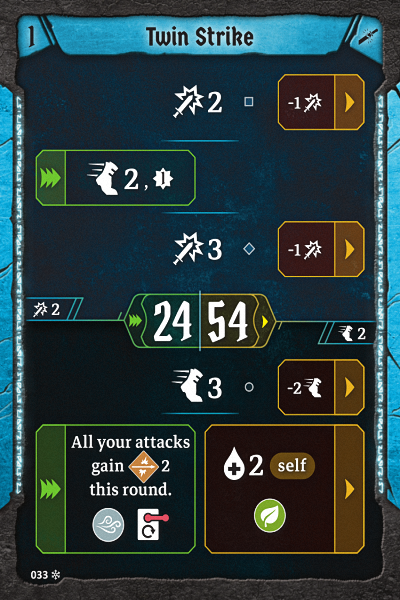 1 Twin Strike
2 -1
2, 1
3 -1
2
24 54
2
3 -2
All your attacks
gain 2
this round.
2 self
033